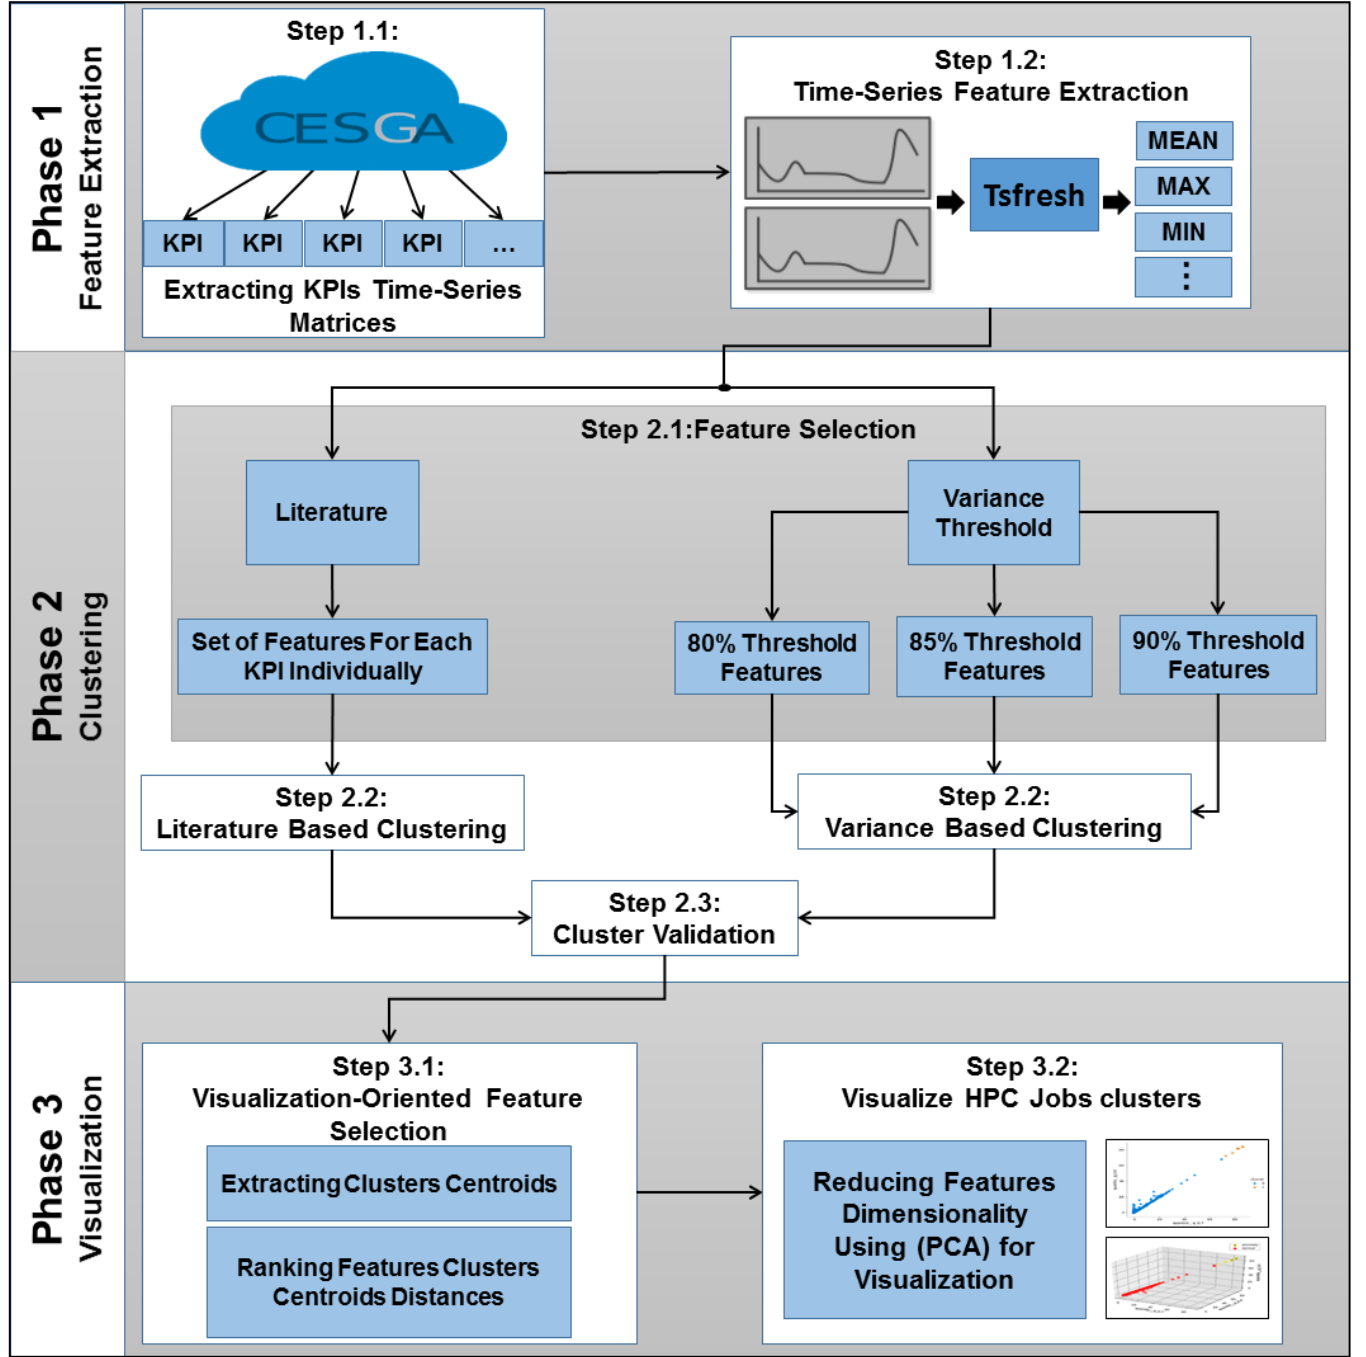 Phase 1
Feature Extraction
Step 1.1:
CESGA
KPI
KPI
KPI
KPI
...
Extracting KPIs Time-Series
Matrices
Step 1.2:
Time-Series Feature Extraction
Tsfresh
MEAN
MAX
MIN
⋮
Phase 2
Clustering
Step 2.1:Feature Selection
Literature
Variance
Threshold
Set of Features For Each
KPI Individually
80% Threshold
Features
85% Threshold
Features
90% Threshold
Features
Step 2.2:
Literature Based Clustering
Step 2.2:
Variance Based Clustering
Step 2.3:
Cluster Validation
Phase 3
Visualization
Step 3.1:
Visualization-Oriented Feature
Selection
Extracting Clusters Centroids
Ranking Features Clusters
Centroids Distances
Step 3.2:
Visualize HPC Jobs clusters
Reducing Features
Dimensionality
Using (PCA) for
Visualization